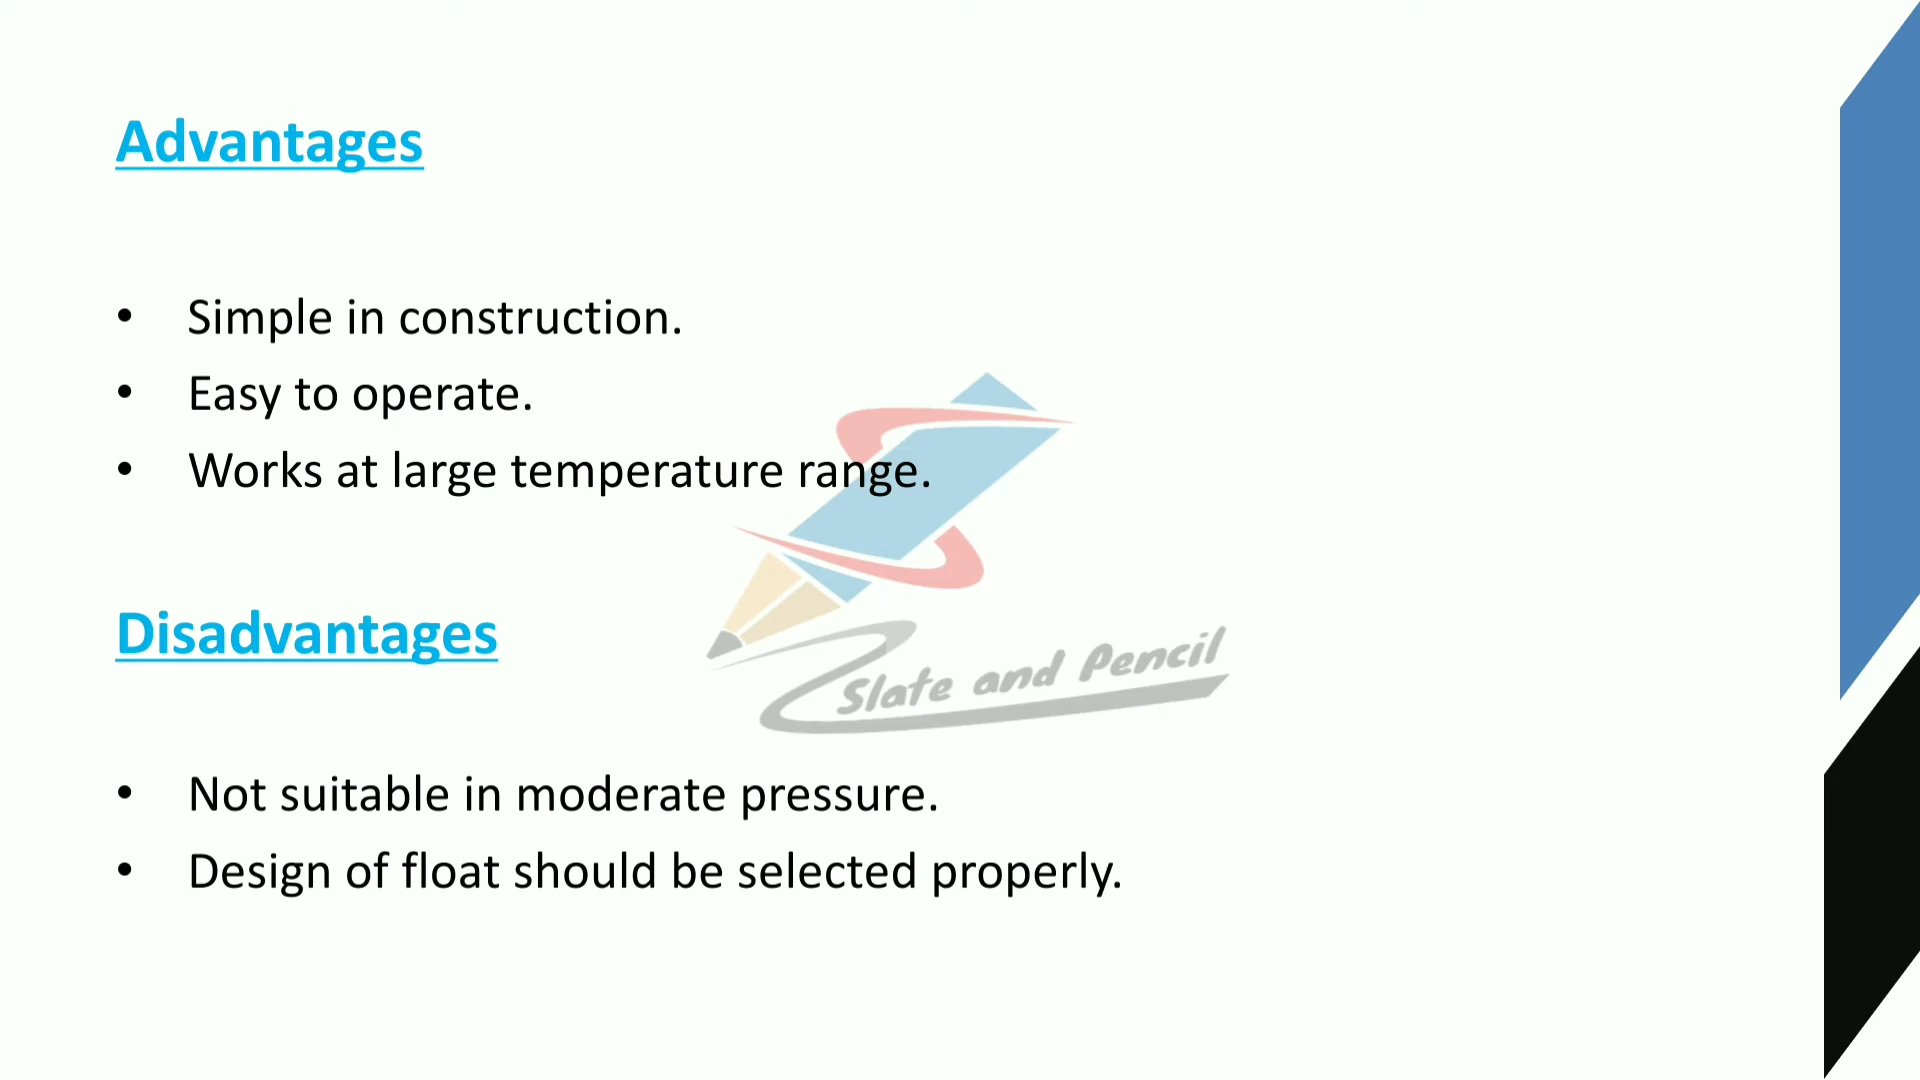 Advantages
• Simple in construction.
• Easy to operate.
• Works at large temperature range.
Disadvantages
Slate and Pencil
• Not suitable in moderate pressure.
• Design of float should be selected properly.